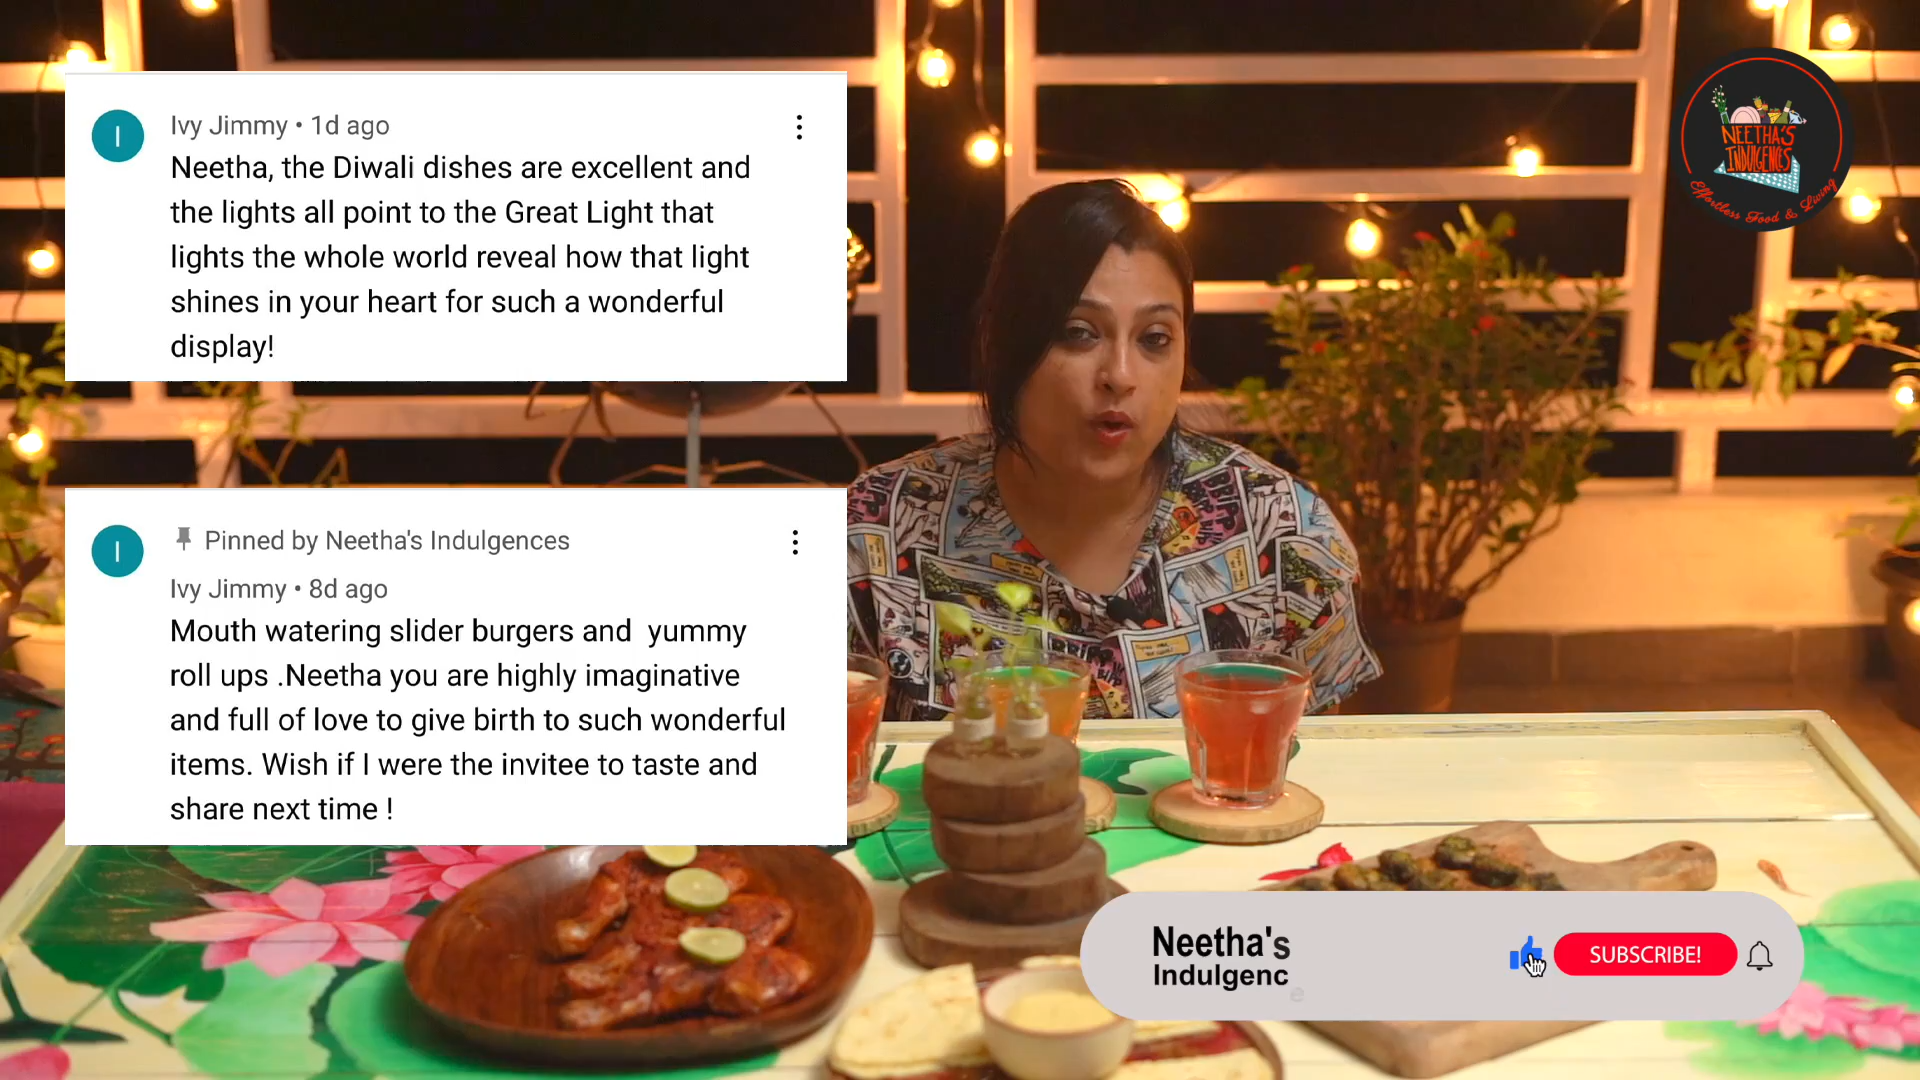 I
Ivy Jimmy • 1d ago
Neetha, the Diwali dishes are excellent and
the lights all point to the Great Light that
lights the whole world reveal how that light
shines in your heart for such a wonderful
display!
I
Pinned by Neetha's Indulgences
Ivy Jimmy • 8d ago
Mouth watering slider burgers and yummy
roll ups .Neetha you are highly imaginative
and full of love to give birth to such wonderful
items. Wish if I were the invitee to taste and
share next time !
NEETHA'S
INDULGENCES
Effortless Food & Living
Neetha's
Indulgenc
SUBSCRIBE!